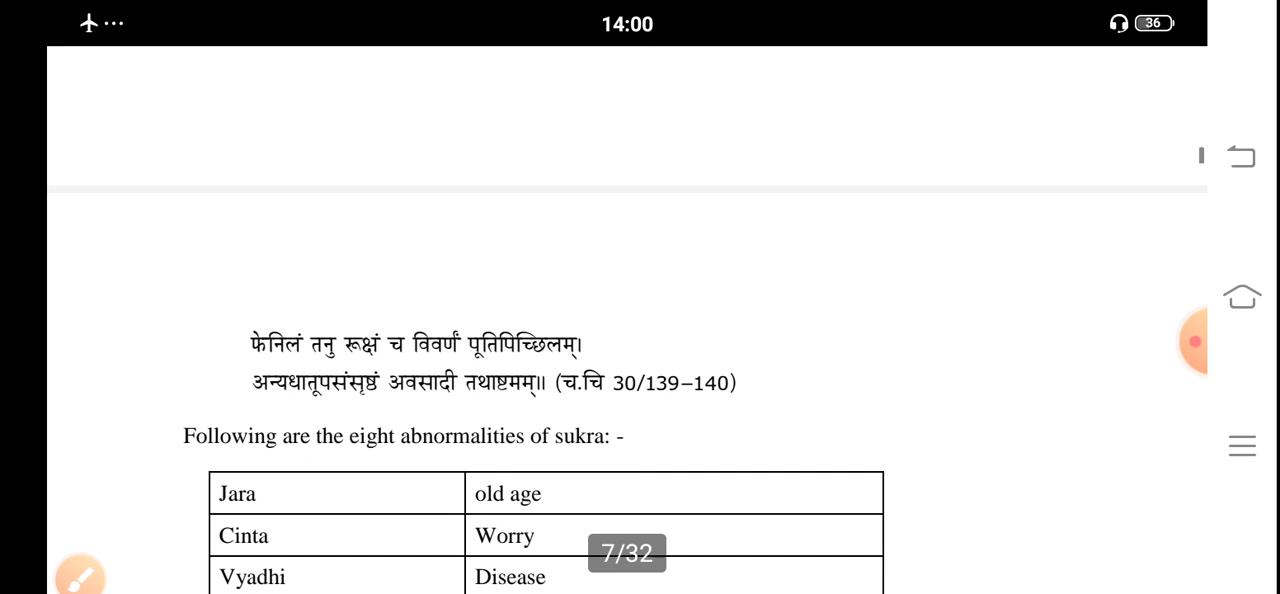 14:00
36
फेनिलं तनु रूक्षं च विवर्णं पूतिपिच्छिलम्।
अन्यधातूपसंसृष्टं अवसादी तथाष्टमम्॥ (च.चि 30/139–140)
Following are the eight abnormalities of sukra: -
Jara old age
Cinta Worry
7/32
Vyadhi Disease